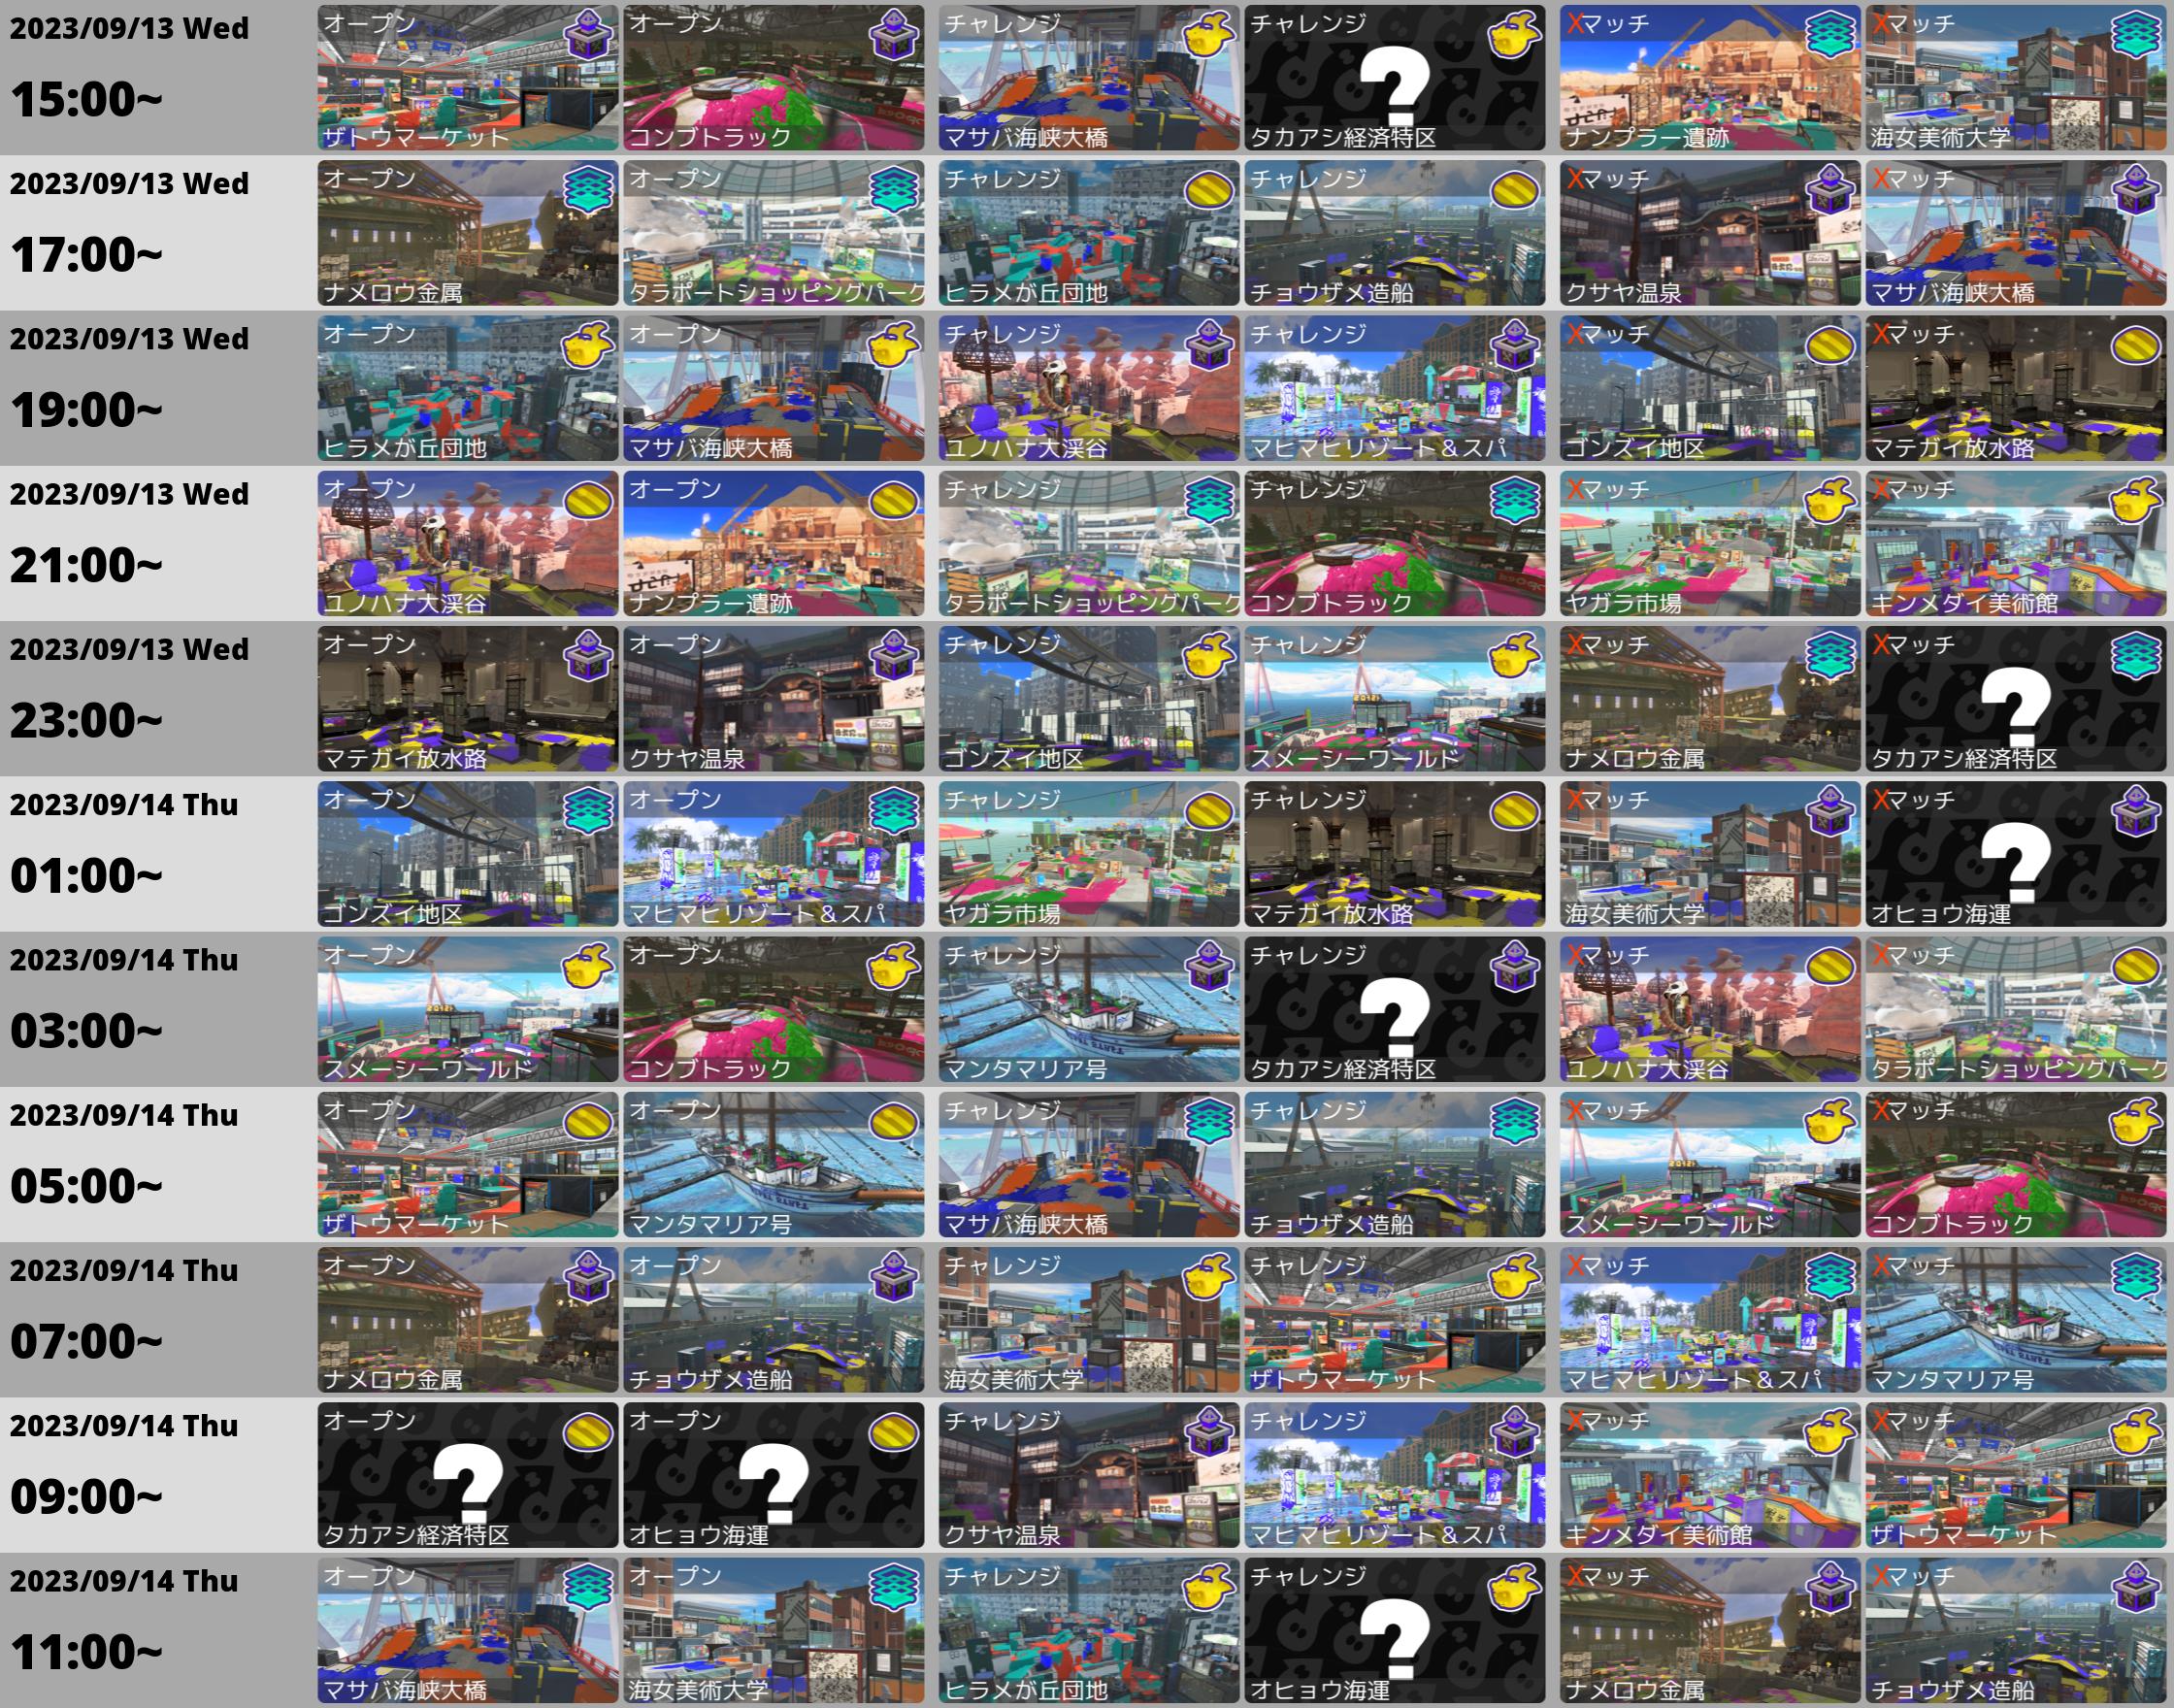 2023/09/13 Wed
15:00~
オープン
ザトウマーケット
オープン
コンブトラック
チャレンジ
マサバ海峡大橋
チャレンジ
?
タカアシ経済特区
Xマッチ
ナンプラー遺跡
Xマッチ
海女美術大学
2023/09/13 Wed
17:00~
オープン
ナメロウ金属
オープン
タラポートショッピングパーク
チャレンジ
ヒラメが丘団地
チャレンジ
チョウザメ造船
Xマッチ
クサヤ温泉
Xマッチ
マサバ海峡大橋
2023/09/13 Wed
19:00~
オープン
ヒラメが丘団地
オープン
マサバ海峡大橋
チャレンジ
ユノハナ大渓谷
チャレンジ
マヒマヒリゾート&スパ
Xマッチ
ゴンズイ地区
Xマッチ
マテガイ放水路
2023/09/13 Wed
21:00~
オープン
ユノハナ大渓谷
オープン
ナンプラー遺跡
チャレンジ
タラポートショッピングパーク
チャレンジ
コンブトラック
Xマッチ
ヤガラ市場
Xマッチ
キンメダイ美術館
2023/09/13 Wed
23:00~
オープン
マテガイ放水路
オープン
クサヤ温泉
チャレンジ
ゴンズイ地区
チャレンジ
スメーシーワールド
Xマッチ
ナメロウ金属
Xマッチ
?
タカアシ経済特区
2023/09/14 Thu
01:00~
オープン
ゴンズイ地区
オープン
マヒマヒリゾート&スパ
チャレンジ
ヤガラ市場
チャレンジ
マテガイ放水路
Xマッチ
海女美術大学
Xマッチ
?
オヒョウ海運
2023/09/14 Thu
03:00~
オープン
スメーシーワールド
オープン
コンブトラック
チャレンジ
マンタマリア号
チャレンジ
?
タカアシ経済特区
Xマッチ
ユノハナ大渓谷
Xマッチ
タラポートショッピングパーク
2023/09/14 Thu
05:00~
オープン
ザトウマーケット
オープン
マンタマリア号
チャレンジ
マサバ海峡大橋
チャレンジ
チョウザメ造船
Xマッチ
スメーシーワールド
Xマッチ
コンブトラック
2023/09/14 Thu
07:00~
オープン
ナメロウ金属
オープン
チョウザメ造船
チャレンジ
海女美術大学
チャレンジ
ザトウマーケット
Xマッチ
マヒマヒリゾート&スパ
Xマッチ
マンタマリア号
2023/09/14 Thu
09:00~
オープン
?
タカアシ経済特区
オープン
?
オヒョウ海運
チャレンジ
クサヤ温泉
チャレンジ
マヒマヒリゾート&スパ
Xマッチ
キンメダイ美術館
Xマッチ
ザトウマーケット
2023/09/14 Thu
11:00~
オープン
マサバ海峡大橋
オープン
海女美術大学
チャレンジ
ヒラメが丘団地
チャレンジ
?
オヒョウ海運
Xマッチ
ナメロウ金属
Xマッチ
チョウザメ造船